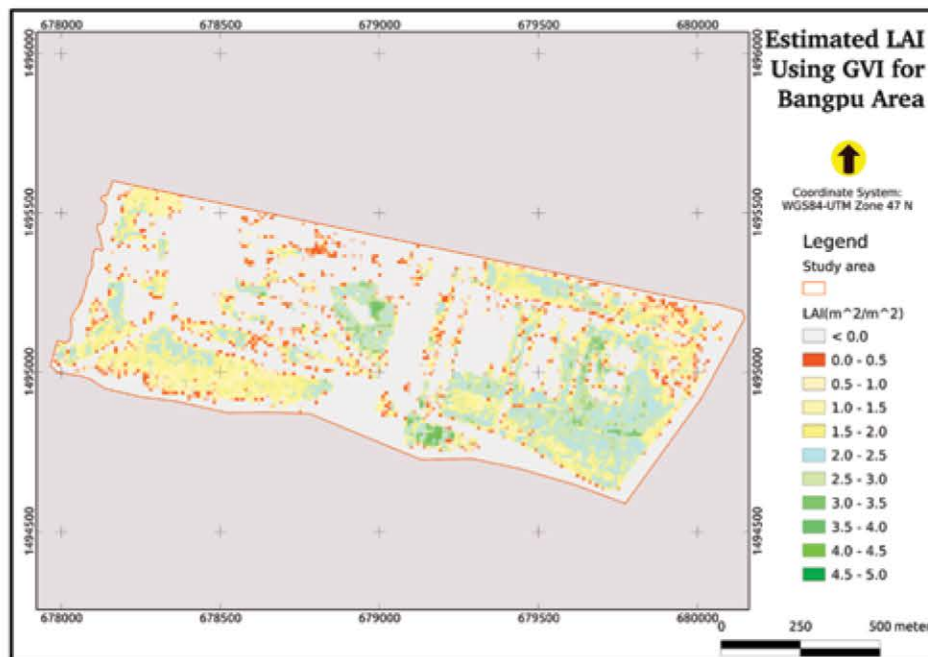 678000 678500 679000 679500 680000
Estimated LAI
Using GVI for
Bangpu Area
1496000 1496000
Coordinate System:
WGS84-UTM Zone 47 N
1495500 1495500
Legend
Study area
LAI(m^2/m^2)
< 0.0
0.0 - 0.5
0.5 - 1.0
1.0 - 1.5
1.5 - 2.0
2.0 - 2.5
2.5 - 3.0
3.0 - 3.5
3.5 - 4.0
4.0 - 4.5
4.5 - 5.0
1495000 1495000
1494500 1494500
678000 678500 679000 679500 680000
0 250 500 meter